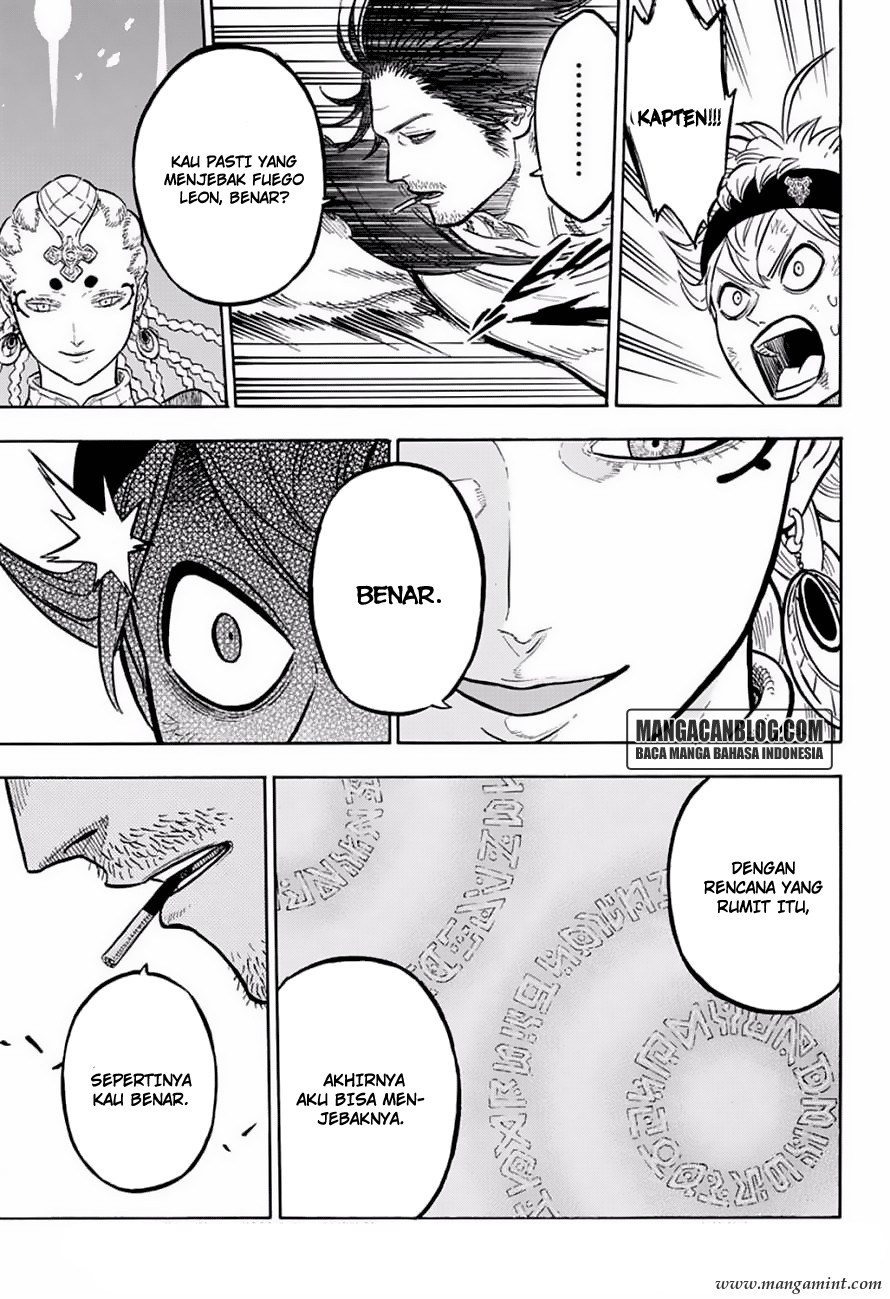 KAPTEN!!!
.........
KAU PASTI YANG
MENJEBAK FUEGO
LEON, BENAR?
BENAR.
MANGACANBLOG.COM
BACA MANGA BAHASA INDONESIA
DENGAN
RENCANA YANG
RUMIT ITU,
AKHIRNYA
AKU BISA MEN-
JEBAKNYA.
SEPERTINYA
KAU BENAR.
www.mangamint.com